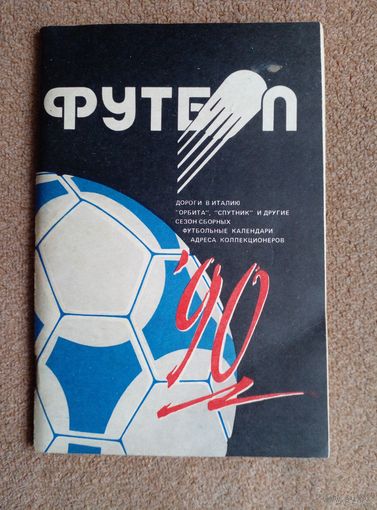 ФУТБОЛ
ДОРОГИ В ИТАЛИЮ
"ОРБИТА", "СПУТНИК" И ДРУГИЕ
СЕЗОН СБОРНЫХ
ФУТБОЛЬНЫЕ КАЛЕНДАРИ
АДРЕСА КОЛЛЕКЦИОНЕРОВ
'90